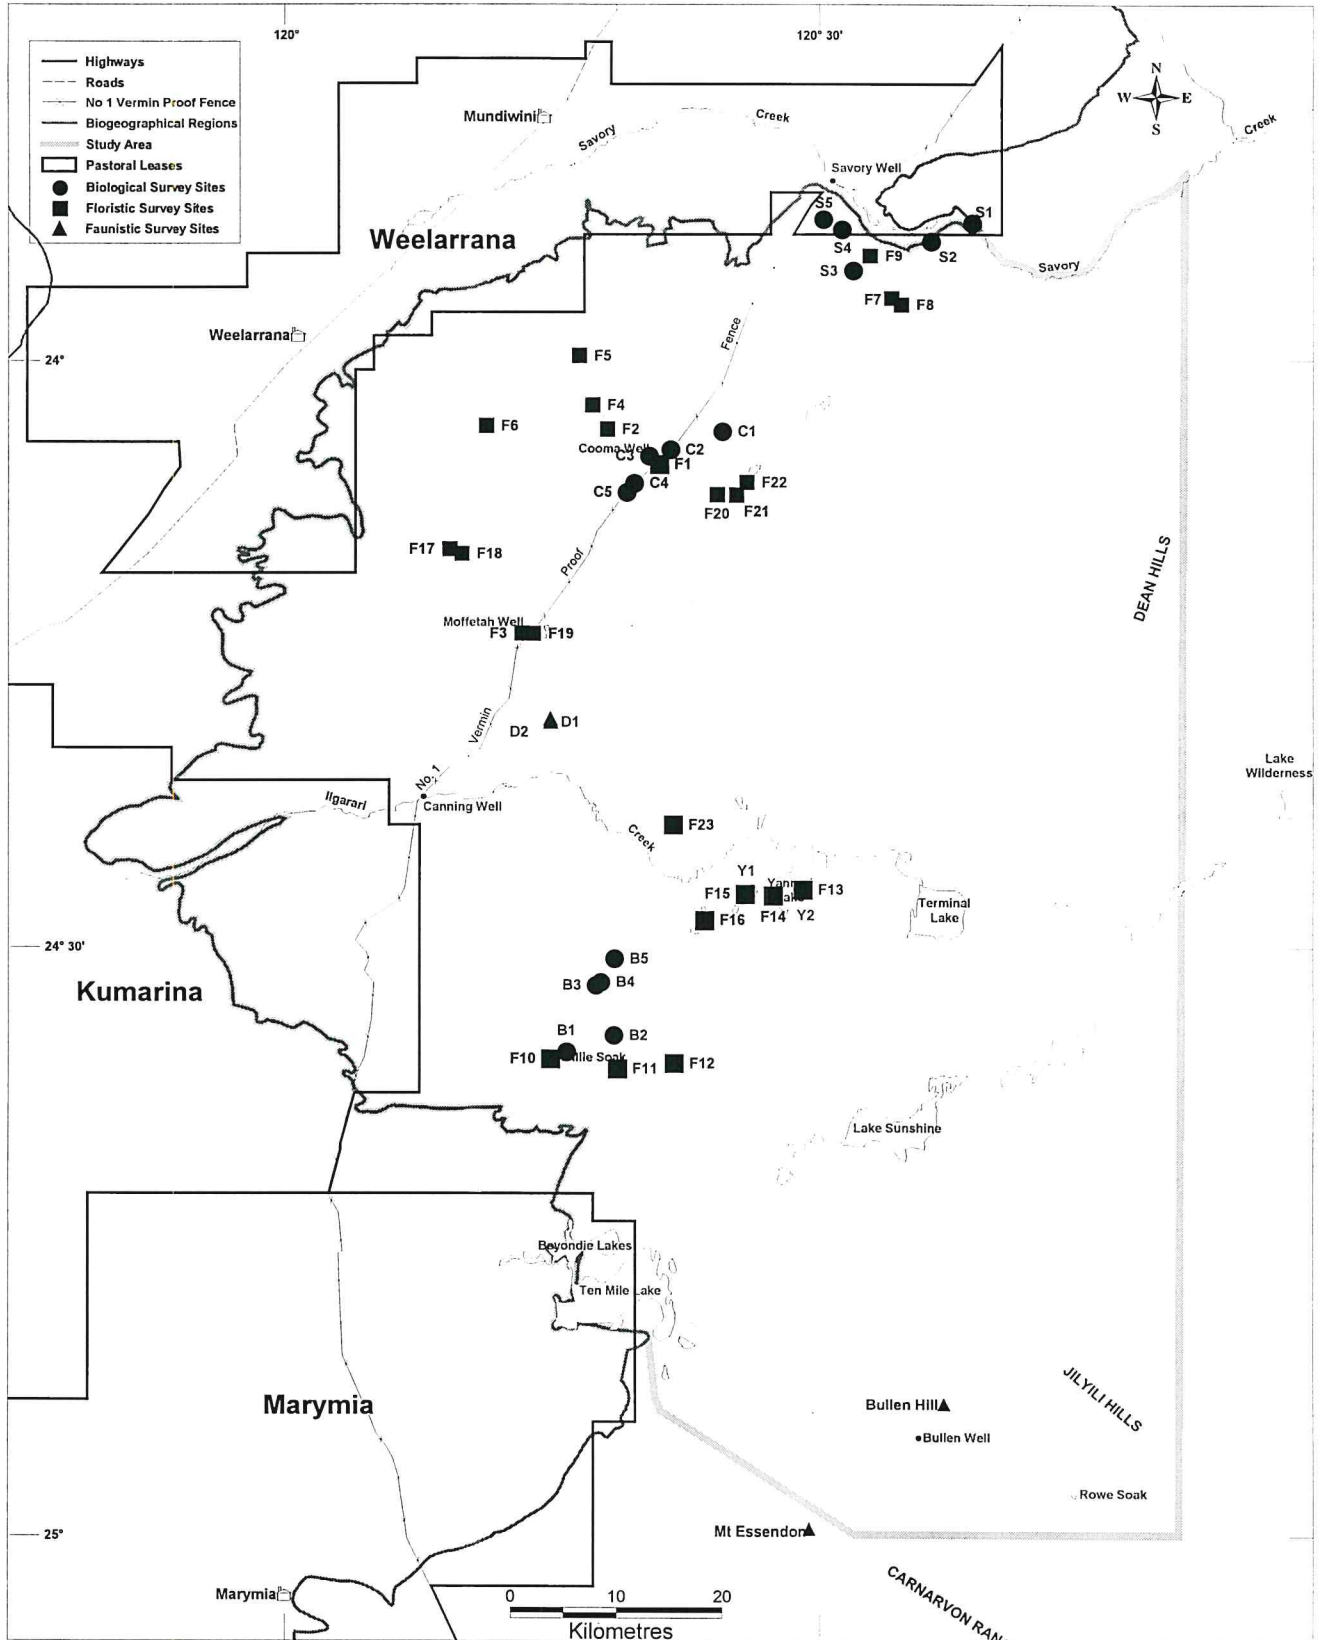 120°
120° 30'
Highways
Roads
No 1 Vermin Proof Fence
Biogeographical Regions
Study Area
Pastoral Leases
Biological Survey Sites
Floristic Survey Sites
Faunistic Survey Sites
N
W E
S
Mundiwini
Savory
Creek
Creek
Savory Well
S5
S1
S4
S2
F9
S3
Savory
F7
F8
Weelarrana
Weelarrana
24°
Fence
F5
F4
F6
F2
C1
Cooma Well
C2
C3
F1
C4
C5
F22
F20
F21
F17
F18
Proof
DEAN HILLS
Moffetah Well
F3
F19
Vermin
D2
D1
No. 1
Lake
Wilderness
Ilgarari
Canning Well
Creek
F23
Y1
F15
F13
F14
Y2
F16
Terminal
Lake
24° 30'
B5
B3
B4
Kumarina
B1
B2
F10
Soak
F11
F12
Lake Sunshine
Beyondie Lakes
Ten Mile Lake
Marymia
JILYILI HILLS
Bullen Hill
Bullen Well
Rowe Soak
25°
Mt Essendon
Marymia
CARNARVON RAN
0 10 20
Kilometres